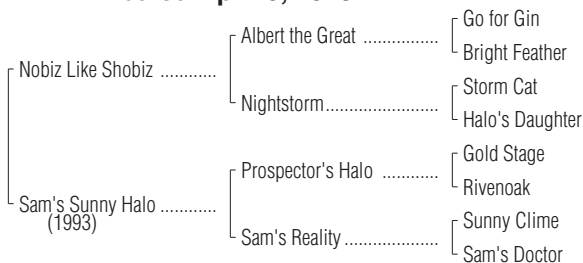 Go for Gin
Albert the Great ..................
Bright Feather
Nobiz Like Shobiz ............
Storm Cat
Nightstorm...........................
Halo's Daughter
Gold Stage
Prospector's Halo ............
Rivenoak
Sam's Sunny Halo ............
(1993)
Sunny Clime
Sam's Reality ......................
Sam's Doctor